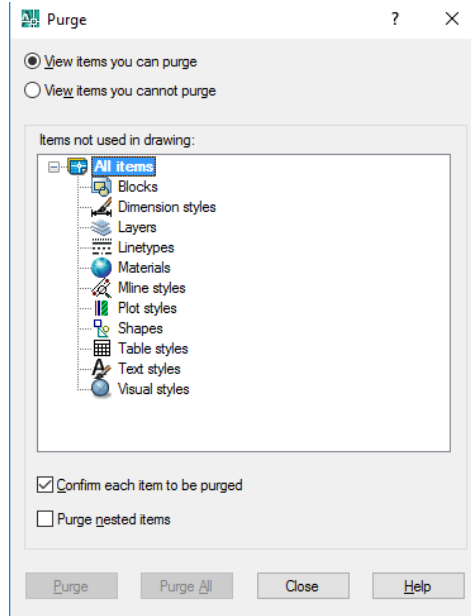 Purge ? ×
View items you can purge
View items you cannot purge
Items not used in drawing:
All items
Blocks
Dimension styles
Layers
Linetypes
Materials
Mline styles
Plot styles
Shapes
Table styles
Text styles
Visual styles
Confirm each item to be purged
Purge nested items
Purge Purge All Close Help